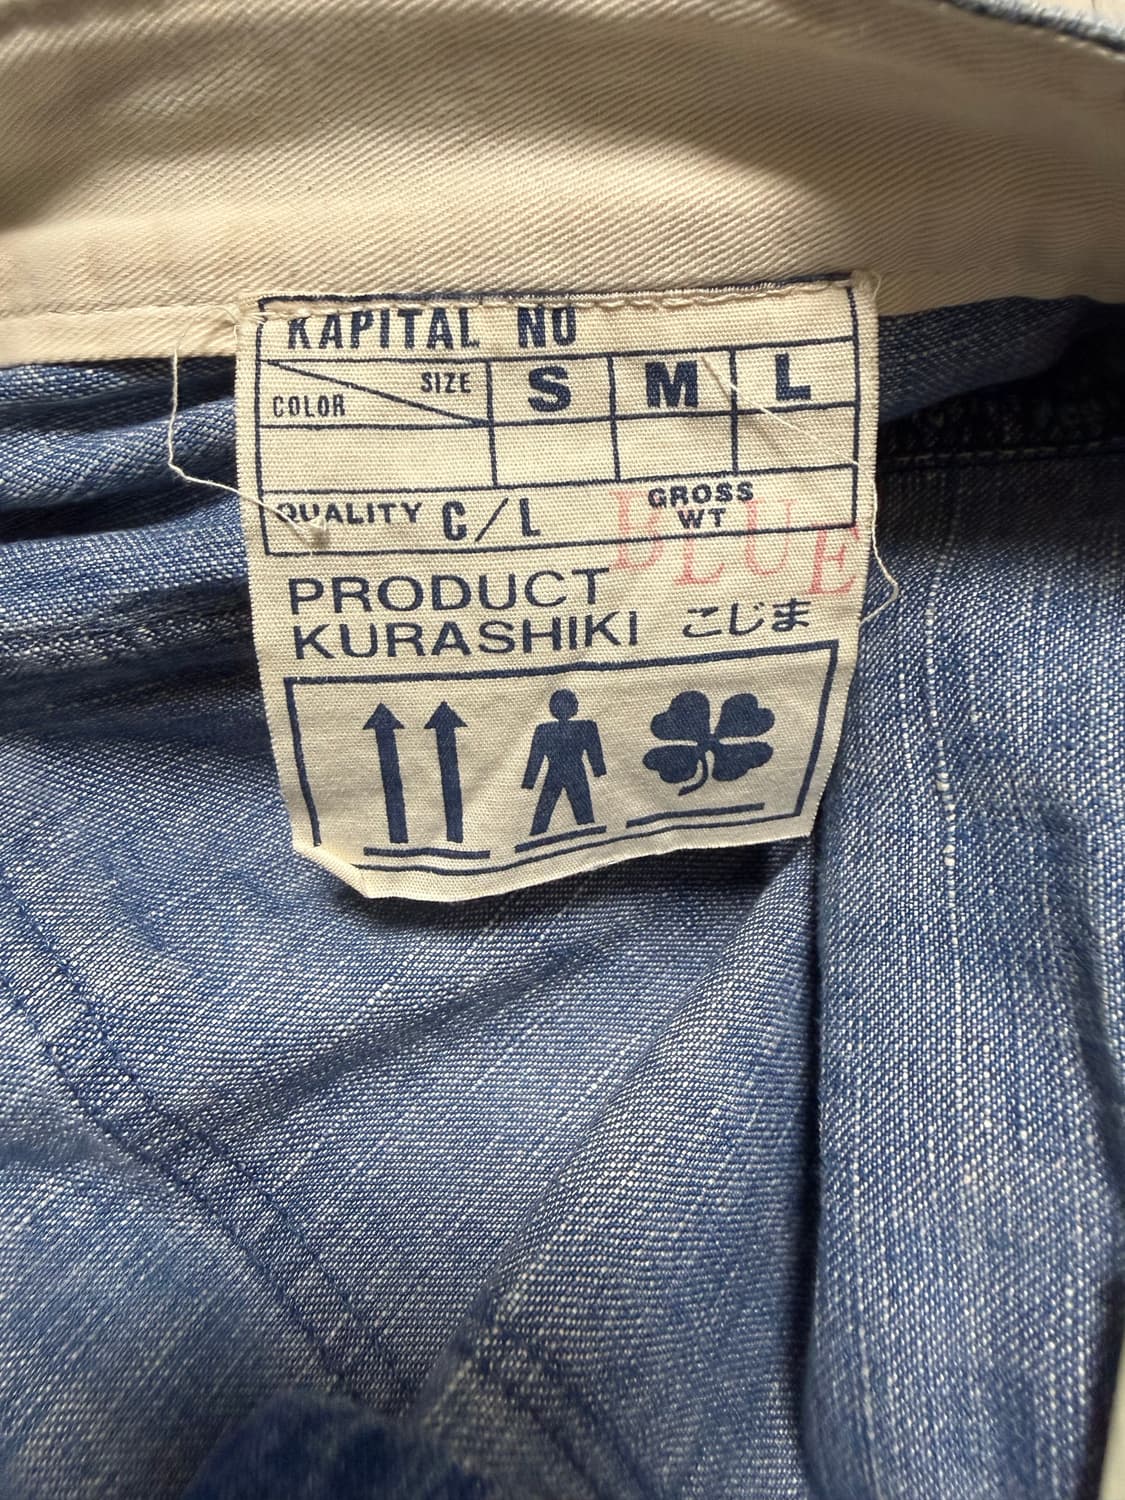 KAPITAL NO
SIZE S M L
COLOR
QUALITY C/L GROSS WT
BLUE
PRODUCT
KURASHIKI こじま